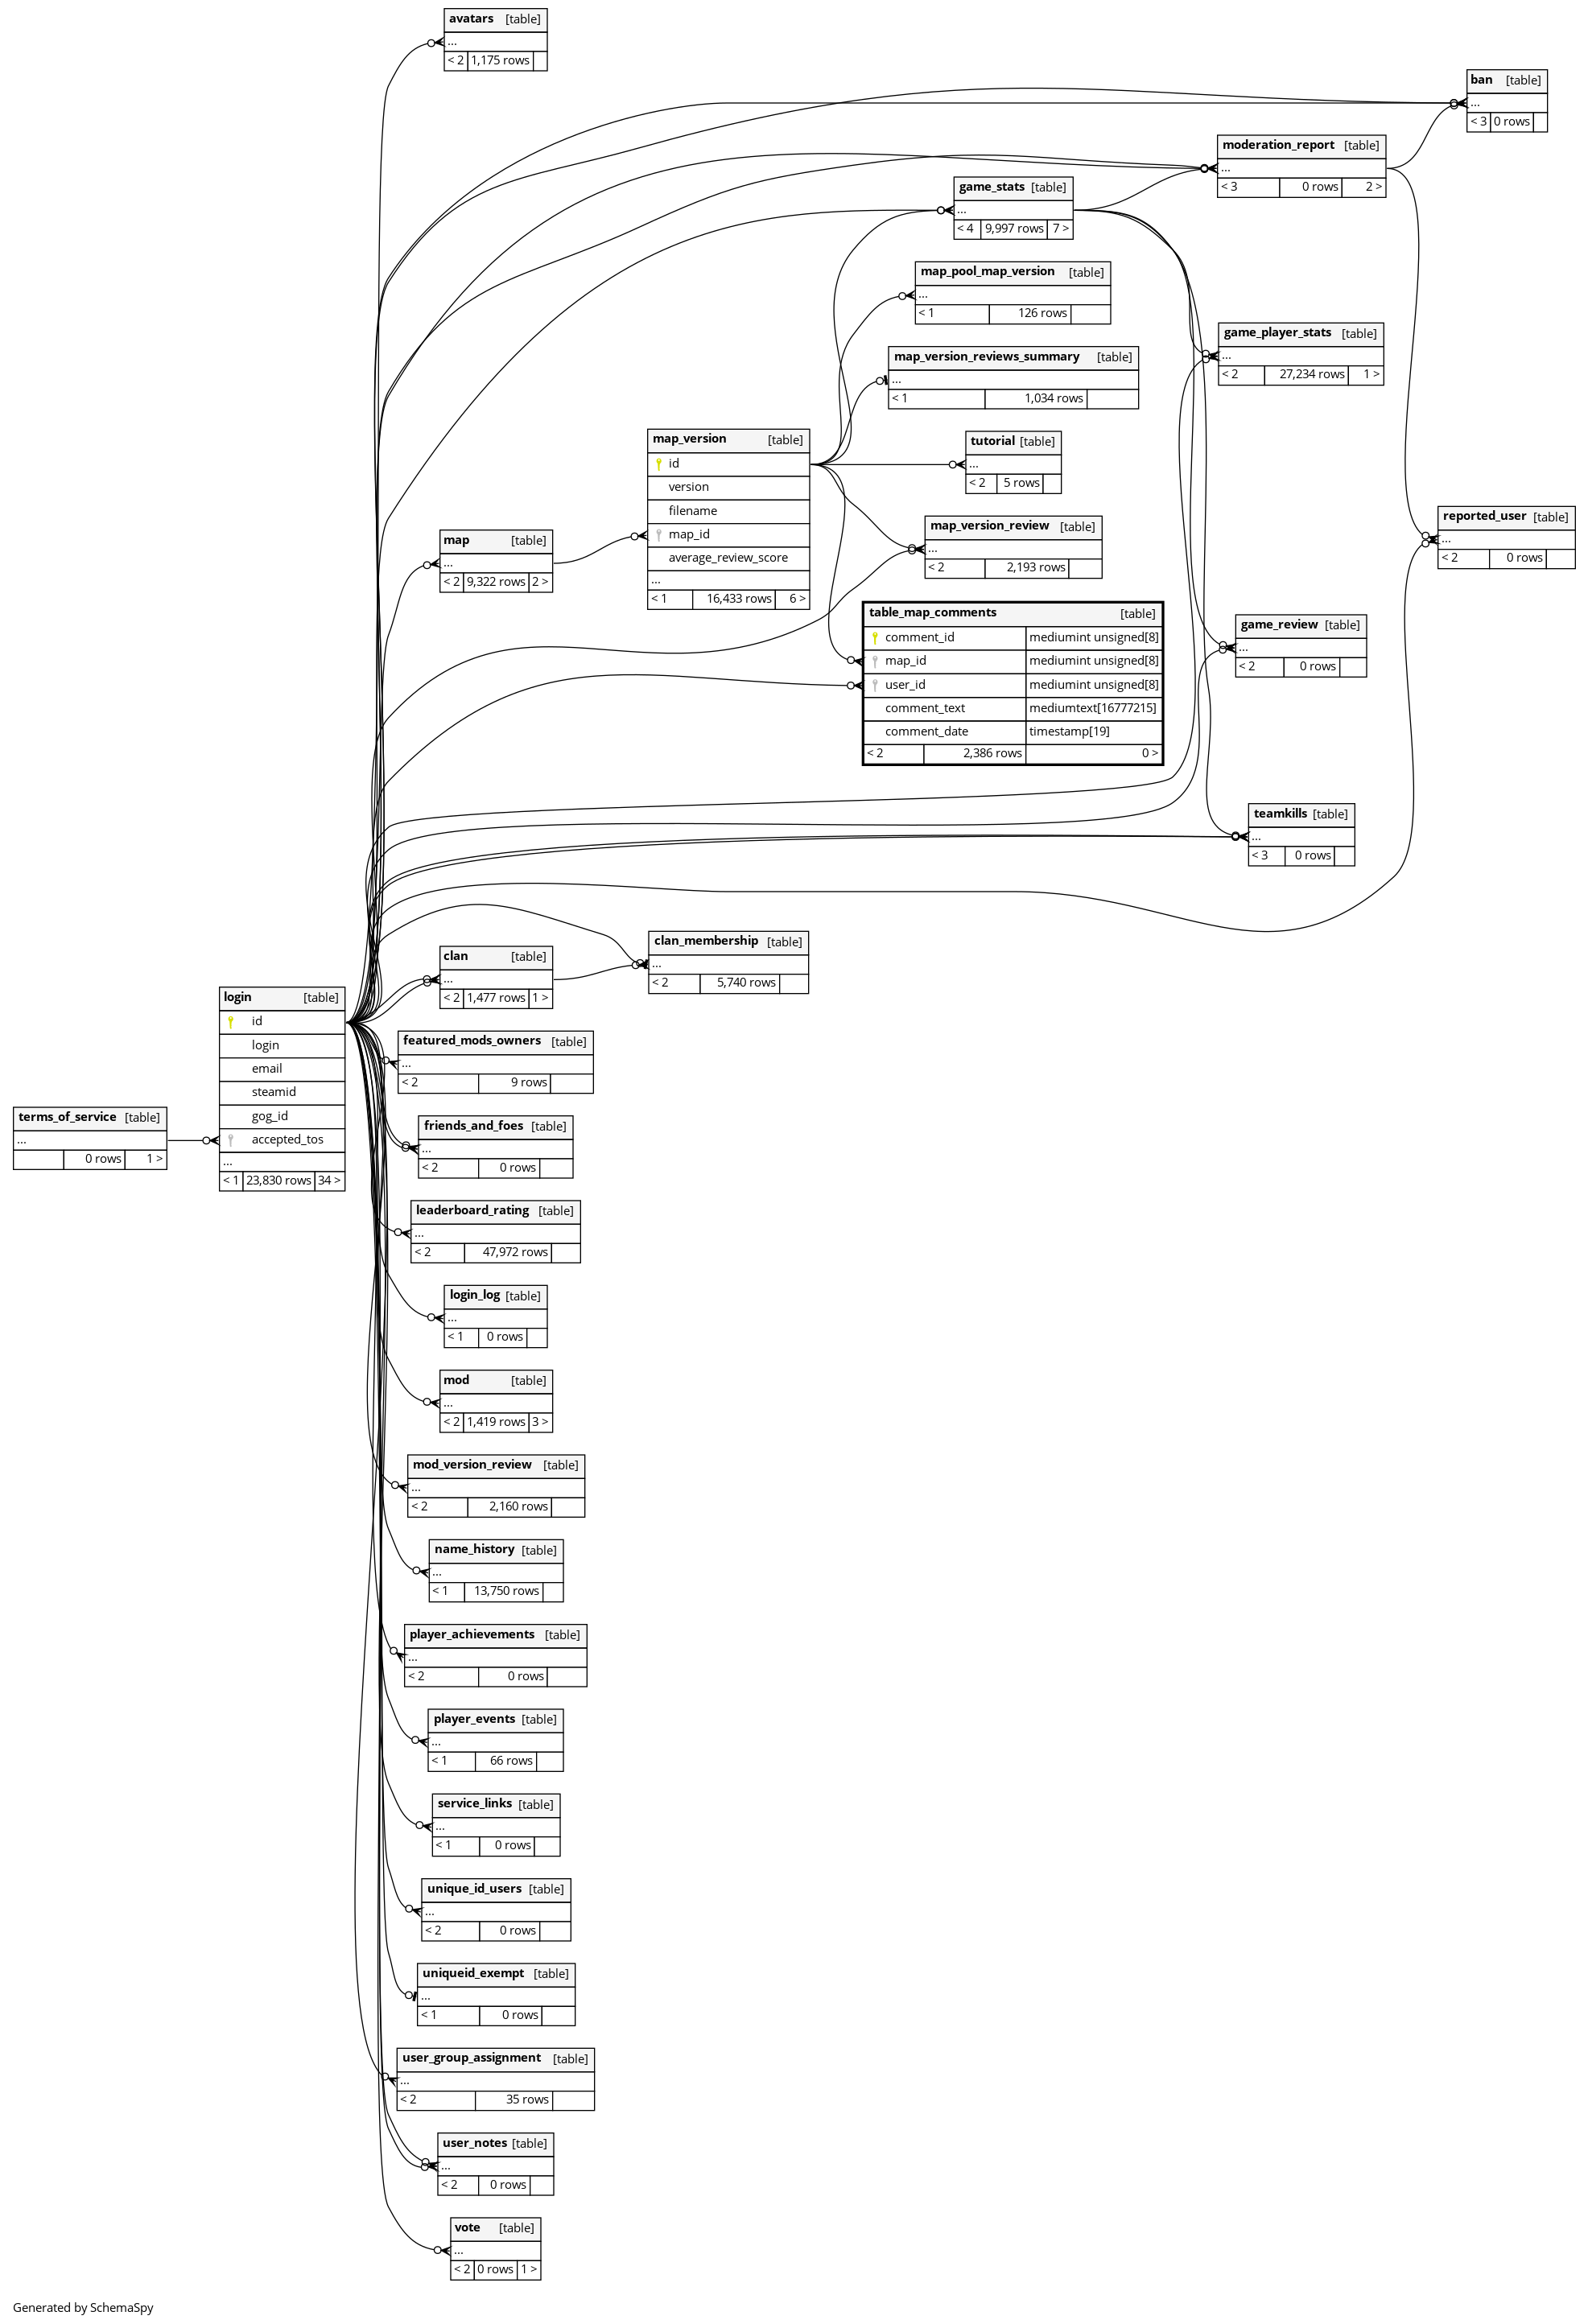 avatars [table]
...
< 2 1,175 rows
ban [table]
...
< 3 0 rows
moderation_report [table]
...
< 3 0 rows 2 >
game_stats [table]
...
< 4 9,997 rows 7 >
map_pool_map_version [table]
...
< 1 126 rows
game_player_stats [table]
...
< 2 27,234 rows 1 >
map_version_reviews_summary [table]
...
< 1 1,034 rows
map_version [table]
id
version
filename
map_id
average_review_score
...
< 1 16,433 rows 6 >
tutorial [table]
...
< 2 5 rows
map_version_review [table]
...
< 2 2,193 rows
reported_user [table]
...
< 2 0 rows
map [table]
...
< 2 9,322 rows 2 >
table_map_comments [table]
comment_id mediumint unsigned[8]
map_id mediumint unsigned[8]
user_id mediumint unsigned[8]
comment_text mediumtext[16777215]
comment_date timestamp[19]
< 2 2,386 rows 0 >
game_review [table]
...
< 2 0 rows
teamkills [table]
...
< 3 0 rows
clan_membership [table]
...
< 2 5,740 rows
clan [table]
...
< 2 1,477 rows 1 >
login [table]
id
login
email
steamid
gog_id
accepted_tos
...
< 1 23,830 rows 34 >
terms_of_service [table]
...
0 rows 1 >
featured_mods_owners [table]
...
< 2 9 rows
friends_and_foes [table]
...
< 2 0 rows
leaderboard_rating [table]
...
< 2 47,972 rows
login_log [table]
...
< 1 0 rows
mod [table]
...
< 2 1,419 rows 3 >
mod_version_review [table]
...
< 2 2,160 rows
name_history [table]
...
< 1 13,750 rows
player_achievements [table]
...
< 2 0 rows
player_events [table]
...
< 1 66 rows
service_links [table]
...
< 1 0 rows
unique_id_users [table]
...
< 2 0 rows
uniqueid_exempt [table]
...
< 1 0 rows
user_group_assignment [table]
...
< 2 35 rows
user_notes [table]
...
< 2 0 rows
vote [table]
...
< 2 0 rows 1 >
Generated by SchemaSpy